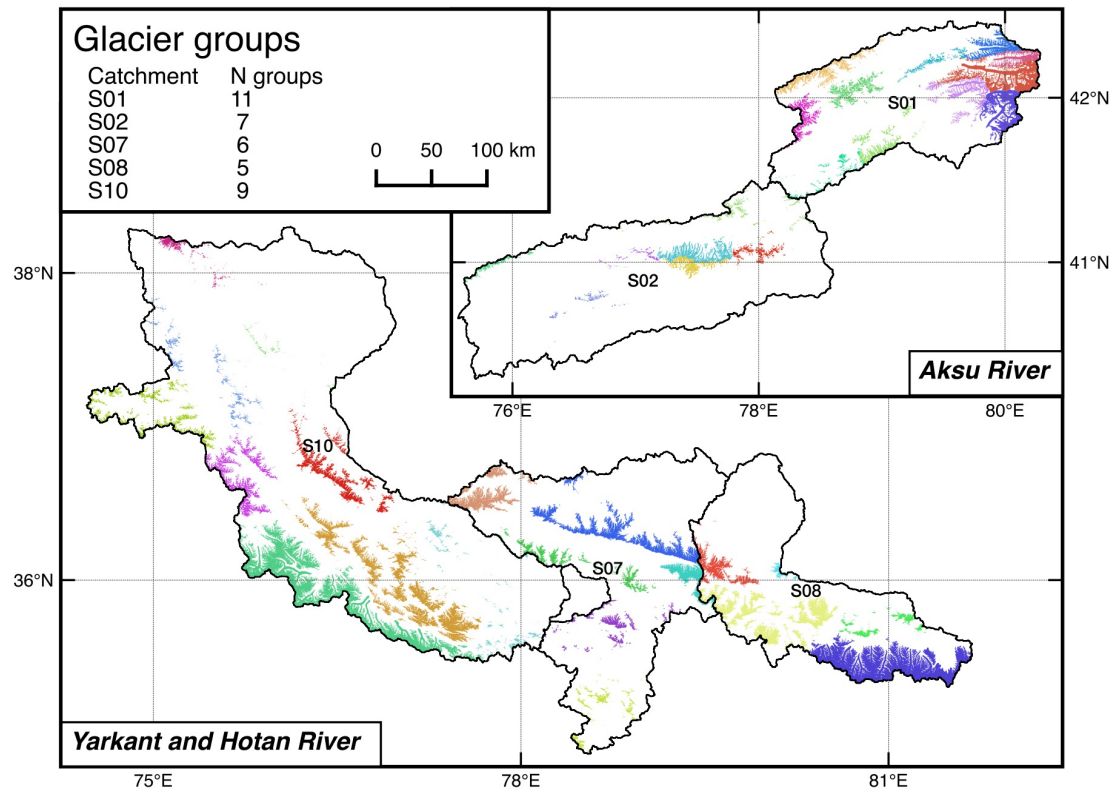 Glacier groups
Catchment N groups
S01 11
S02 7
S07 6
S08 5
S10 9
0 50 100 km
S01
42°N
S02
41°N
Aksu River
76°E 78°E 80°E
38°N
S10
36°N
S07
S08
Yarkant and Hotan River
75°E 78°E 81°E